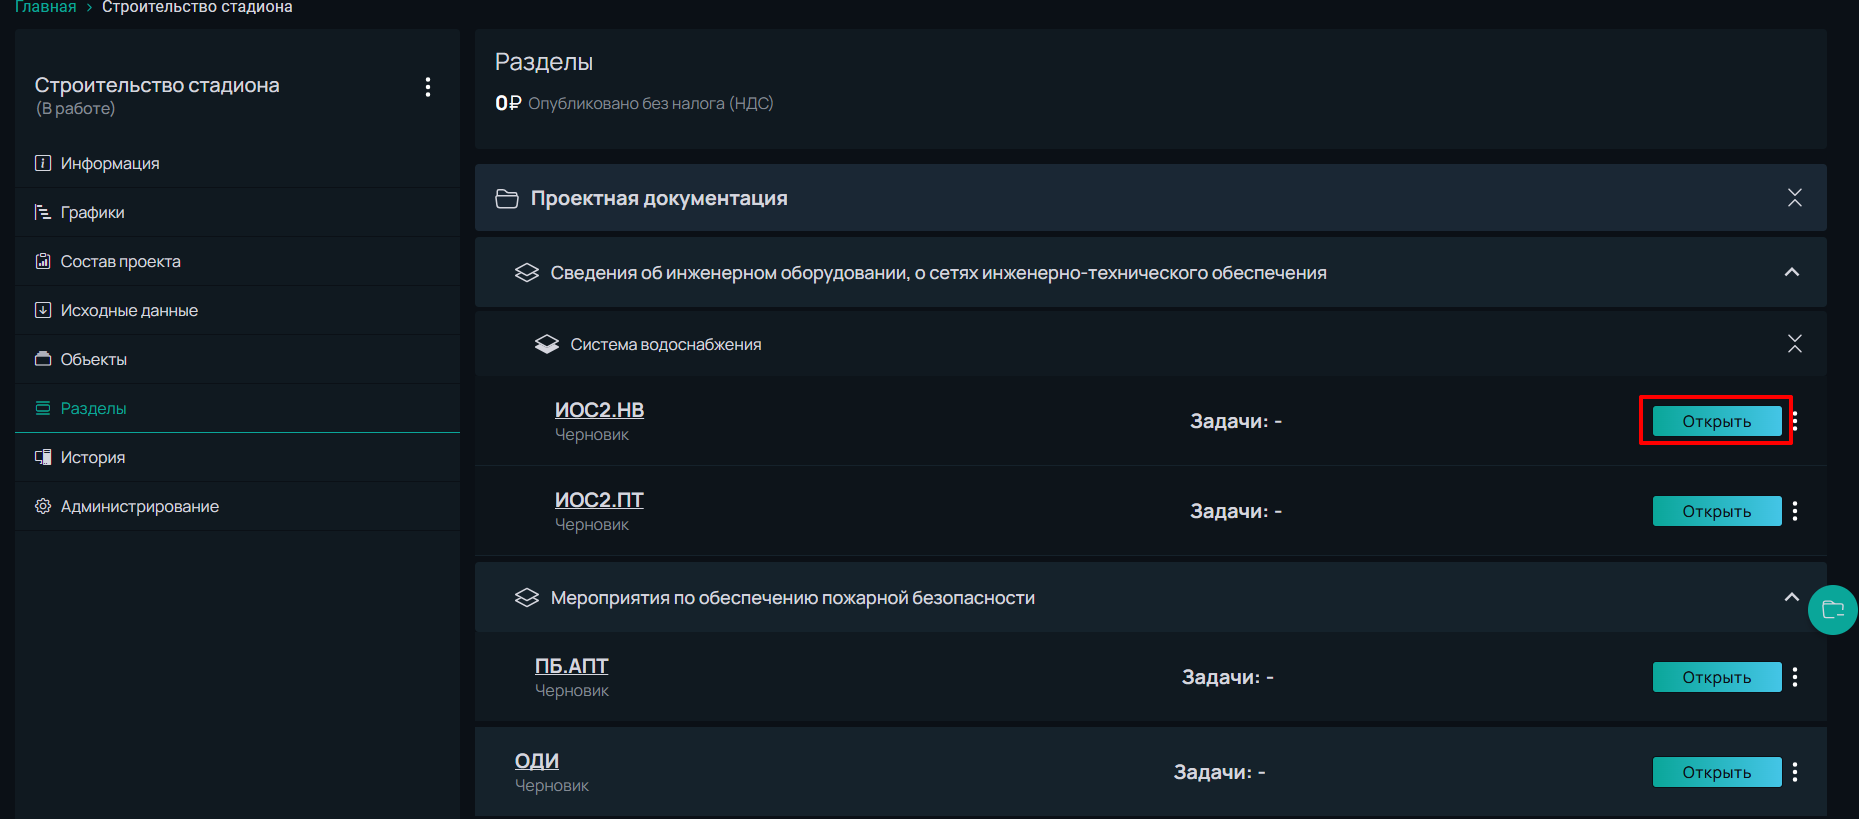 Главная › Строительство стадиона
Строительство стадиона
(В работе)
Информация
Графики
Состав проекта
Исходные данные
Объекты
Разделы
История
Администрирование
Разделы
0₽ Опубликовано без налога (НДС)
Проектная документация
Сведения об инженерном оборудовании, о сетях инженерно-технического обеспечения
Система водоснабжения
ИОС2.НВ
Черновик
Задачи: -
Открыть
ИОС2.ПТ
Черновик
Задачи: -
Открыть
Мероприятия по обеспечению пожарной безопасности
ПБ.АПТ
Черновик
Задачи: -
Открыть
ОДИ
Черновик
Задачи: -
Открыть